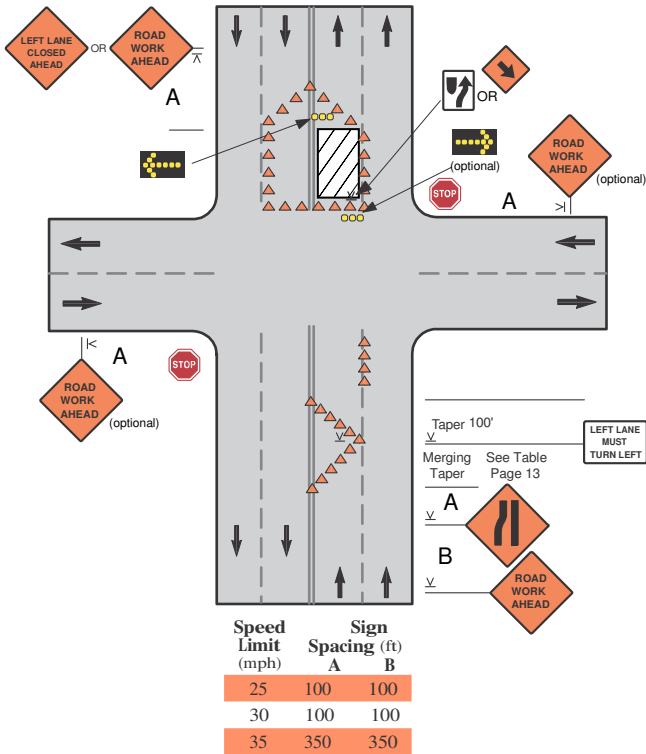 LEFT LANE
CLOSED
AHEAD
OR
ROAD
WORK
AHEAD
A
OR
(optional)
ROAD
WORK
AHEAD
(optional)
STOP
A
A
STOP
ROAD
WORK
AHEAD
(optional)
Taper 100'
LEFT LANE
MUST
TURN LEFT
Merging
Taper
See Table
Page 13
A
B
ROAD
WORK
AHEAD
Speed Sign
Limit Spacing (ft)
(mph) A B
25 100 100
30 100 100
35 350 350